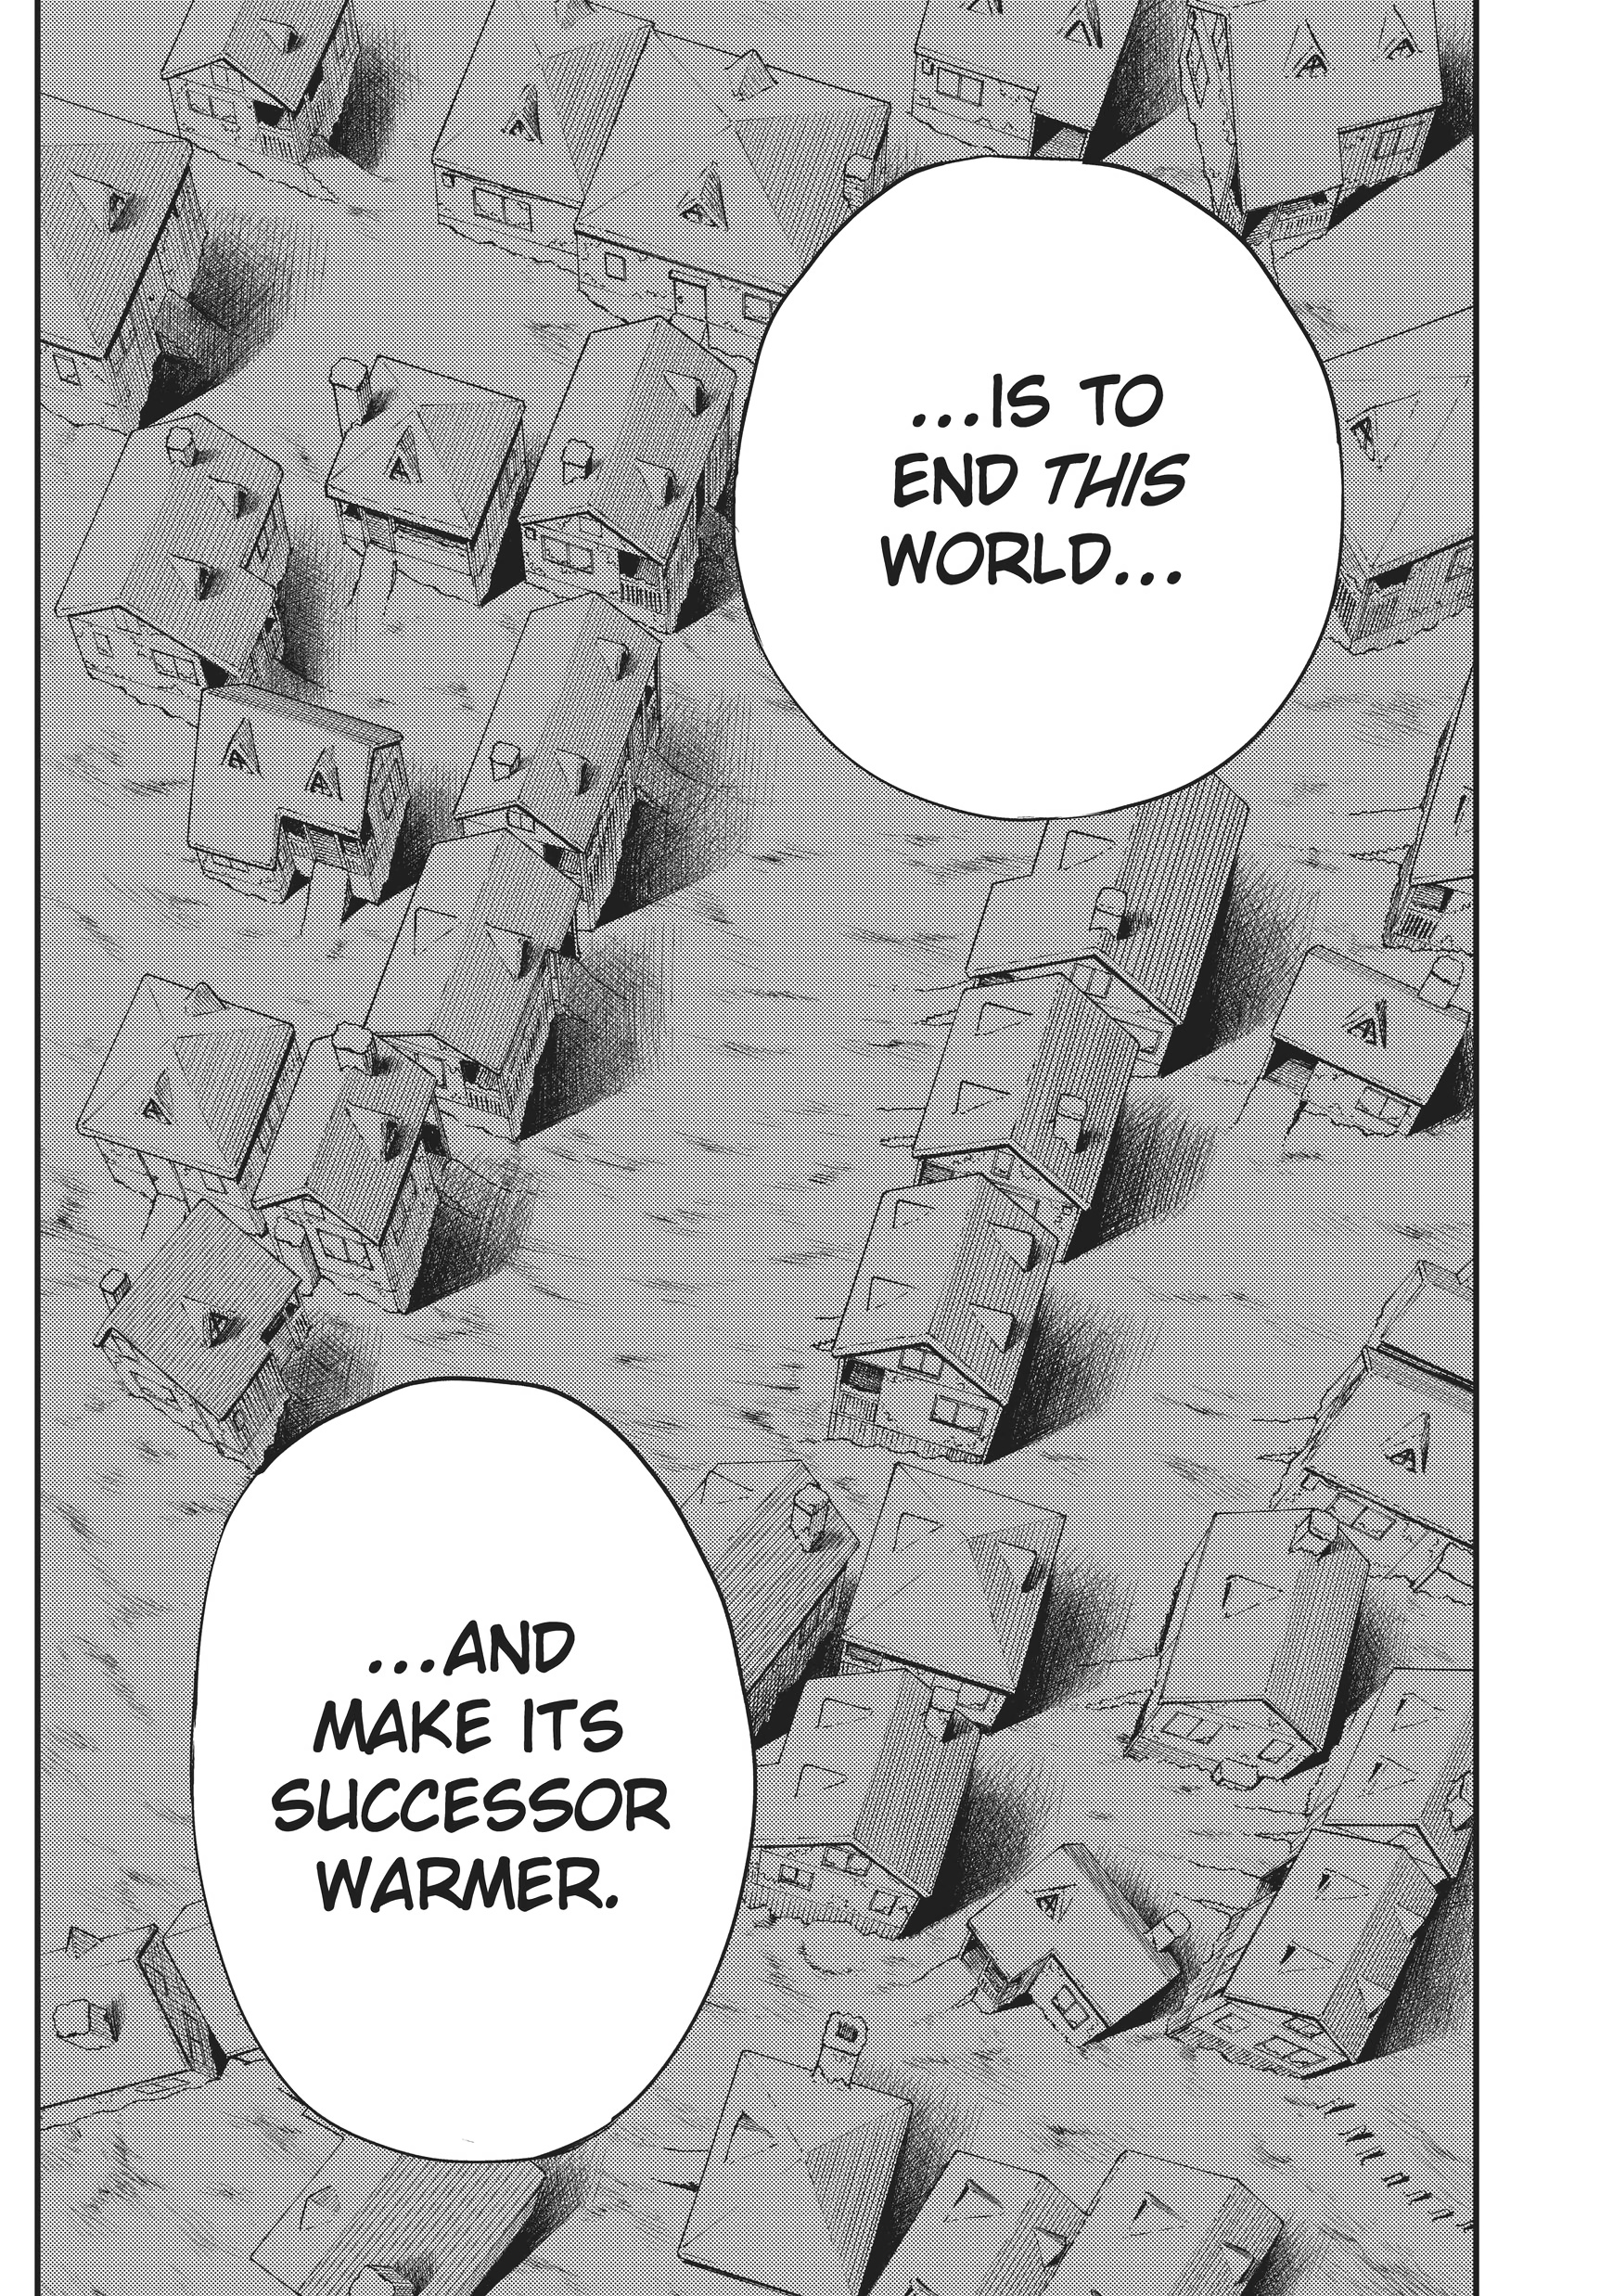 ...IS TO
END THIS
WORLD...
...AND
MAKE ITS
SUCCESSOR
WARMER.